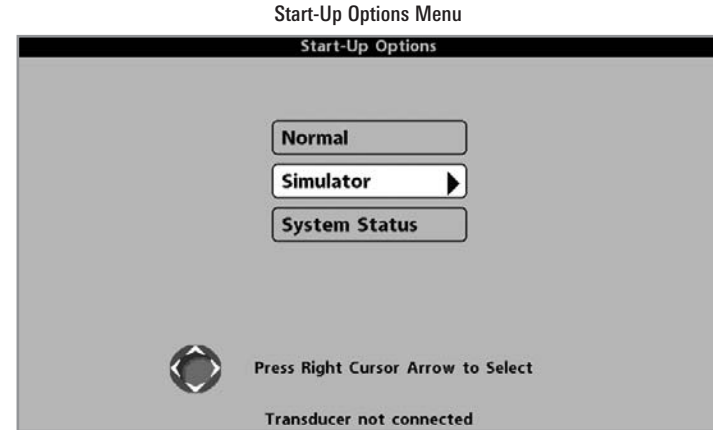 Start-Up Options Menu
Start-Up Options
Normal
Simulator
System Status
Press Right Cursor Arrow to Select
Transducer not connected